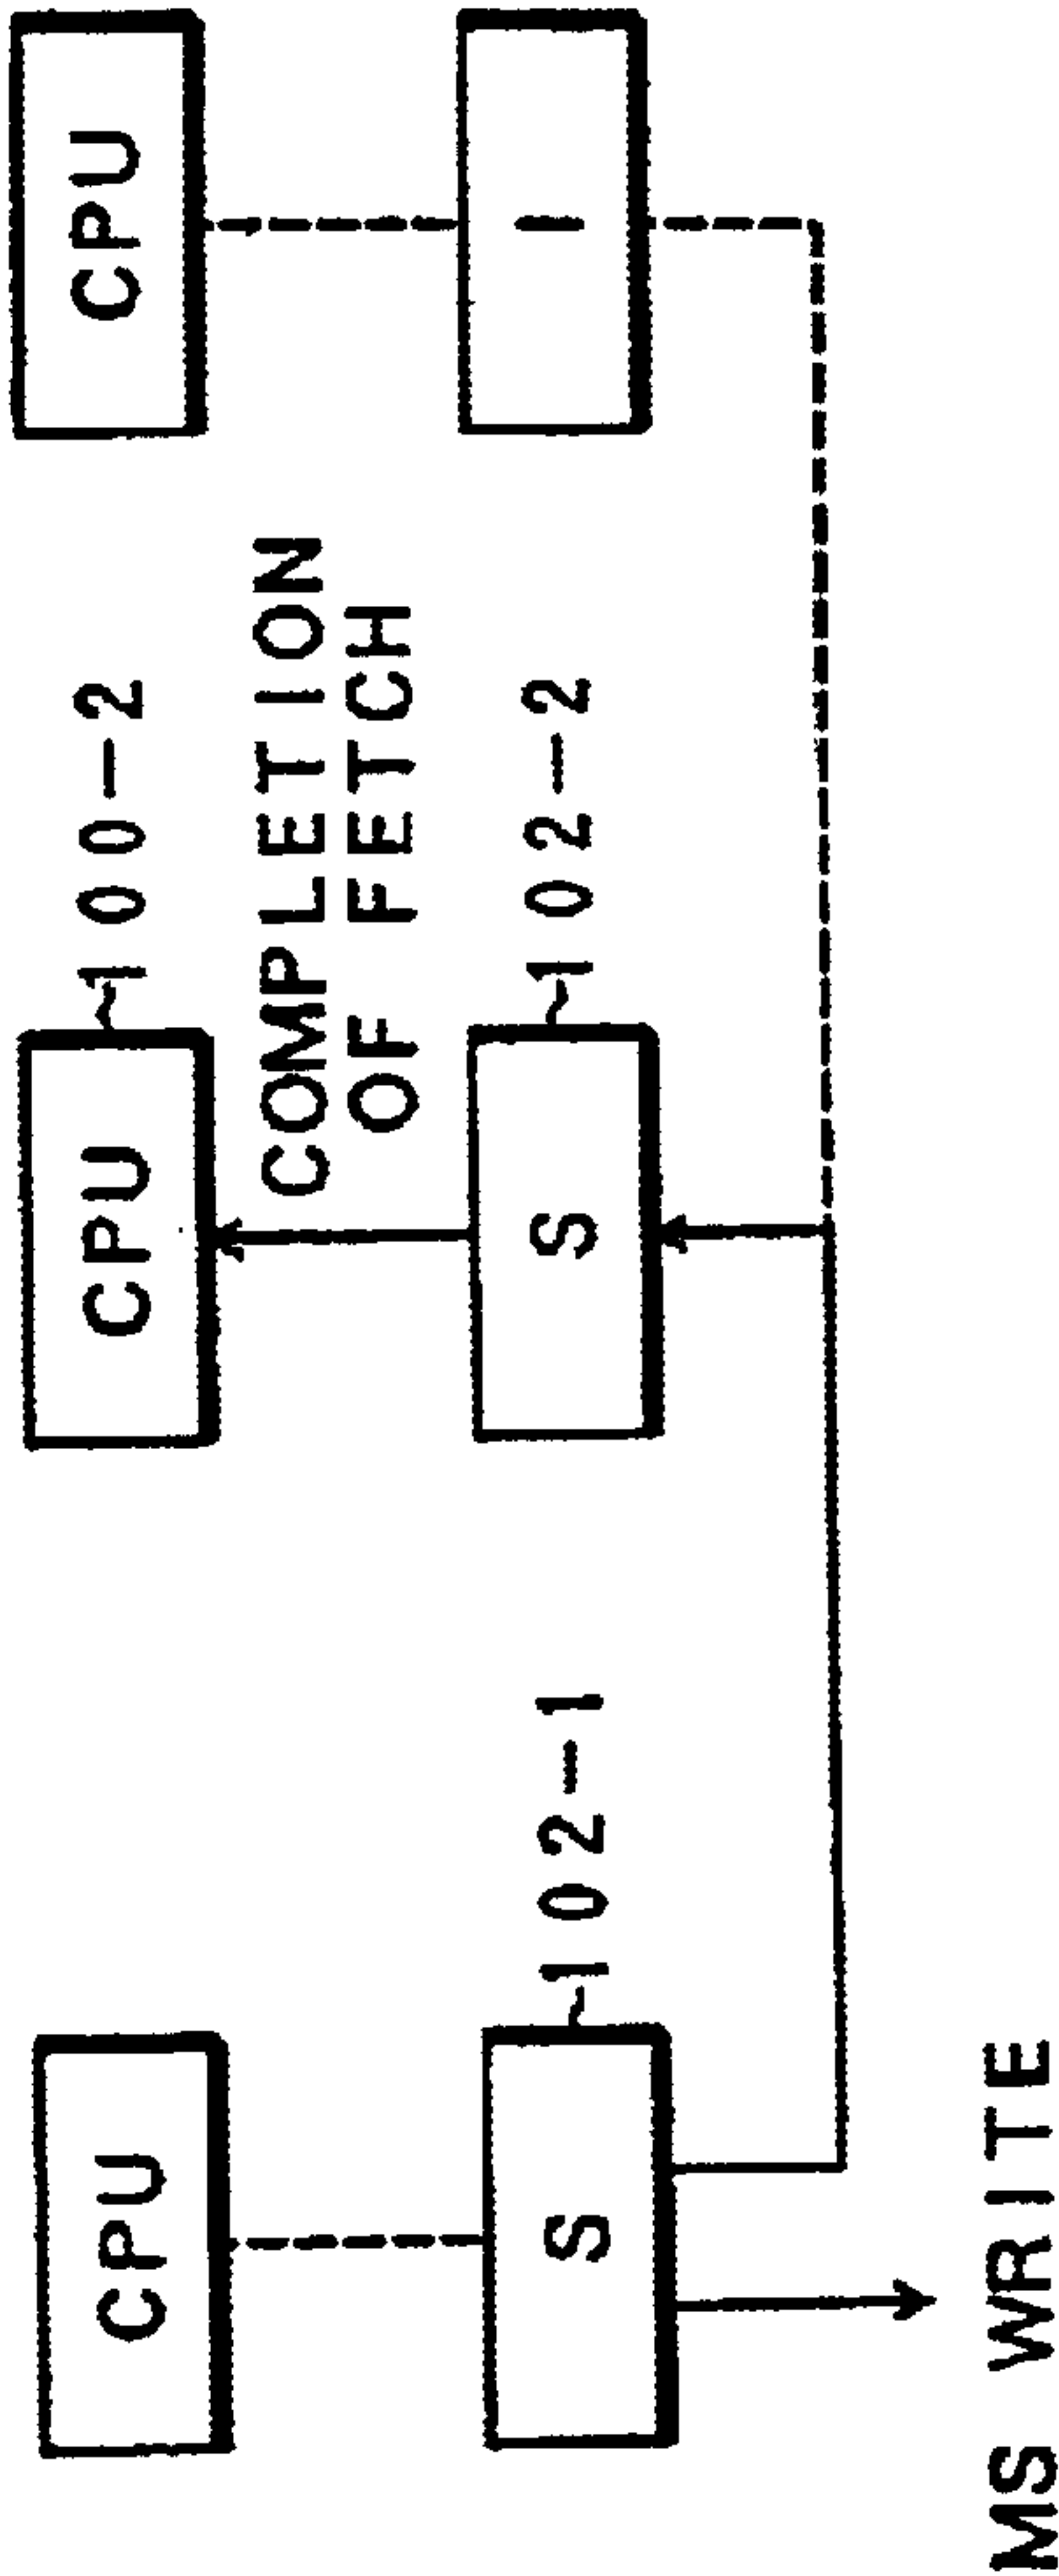 CPU
CPU
100-2
CPU
COMPLETION
OF FETCH
S
102-1
S
102-2
I
MS WRITE